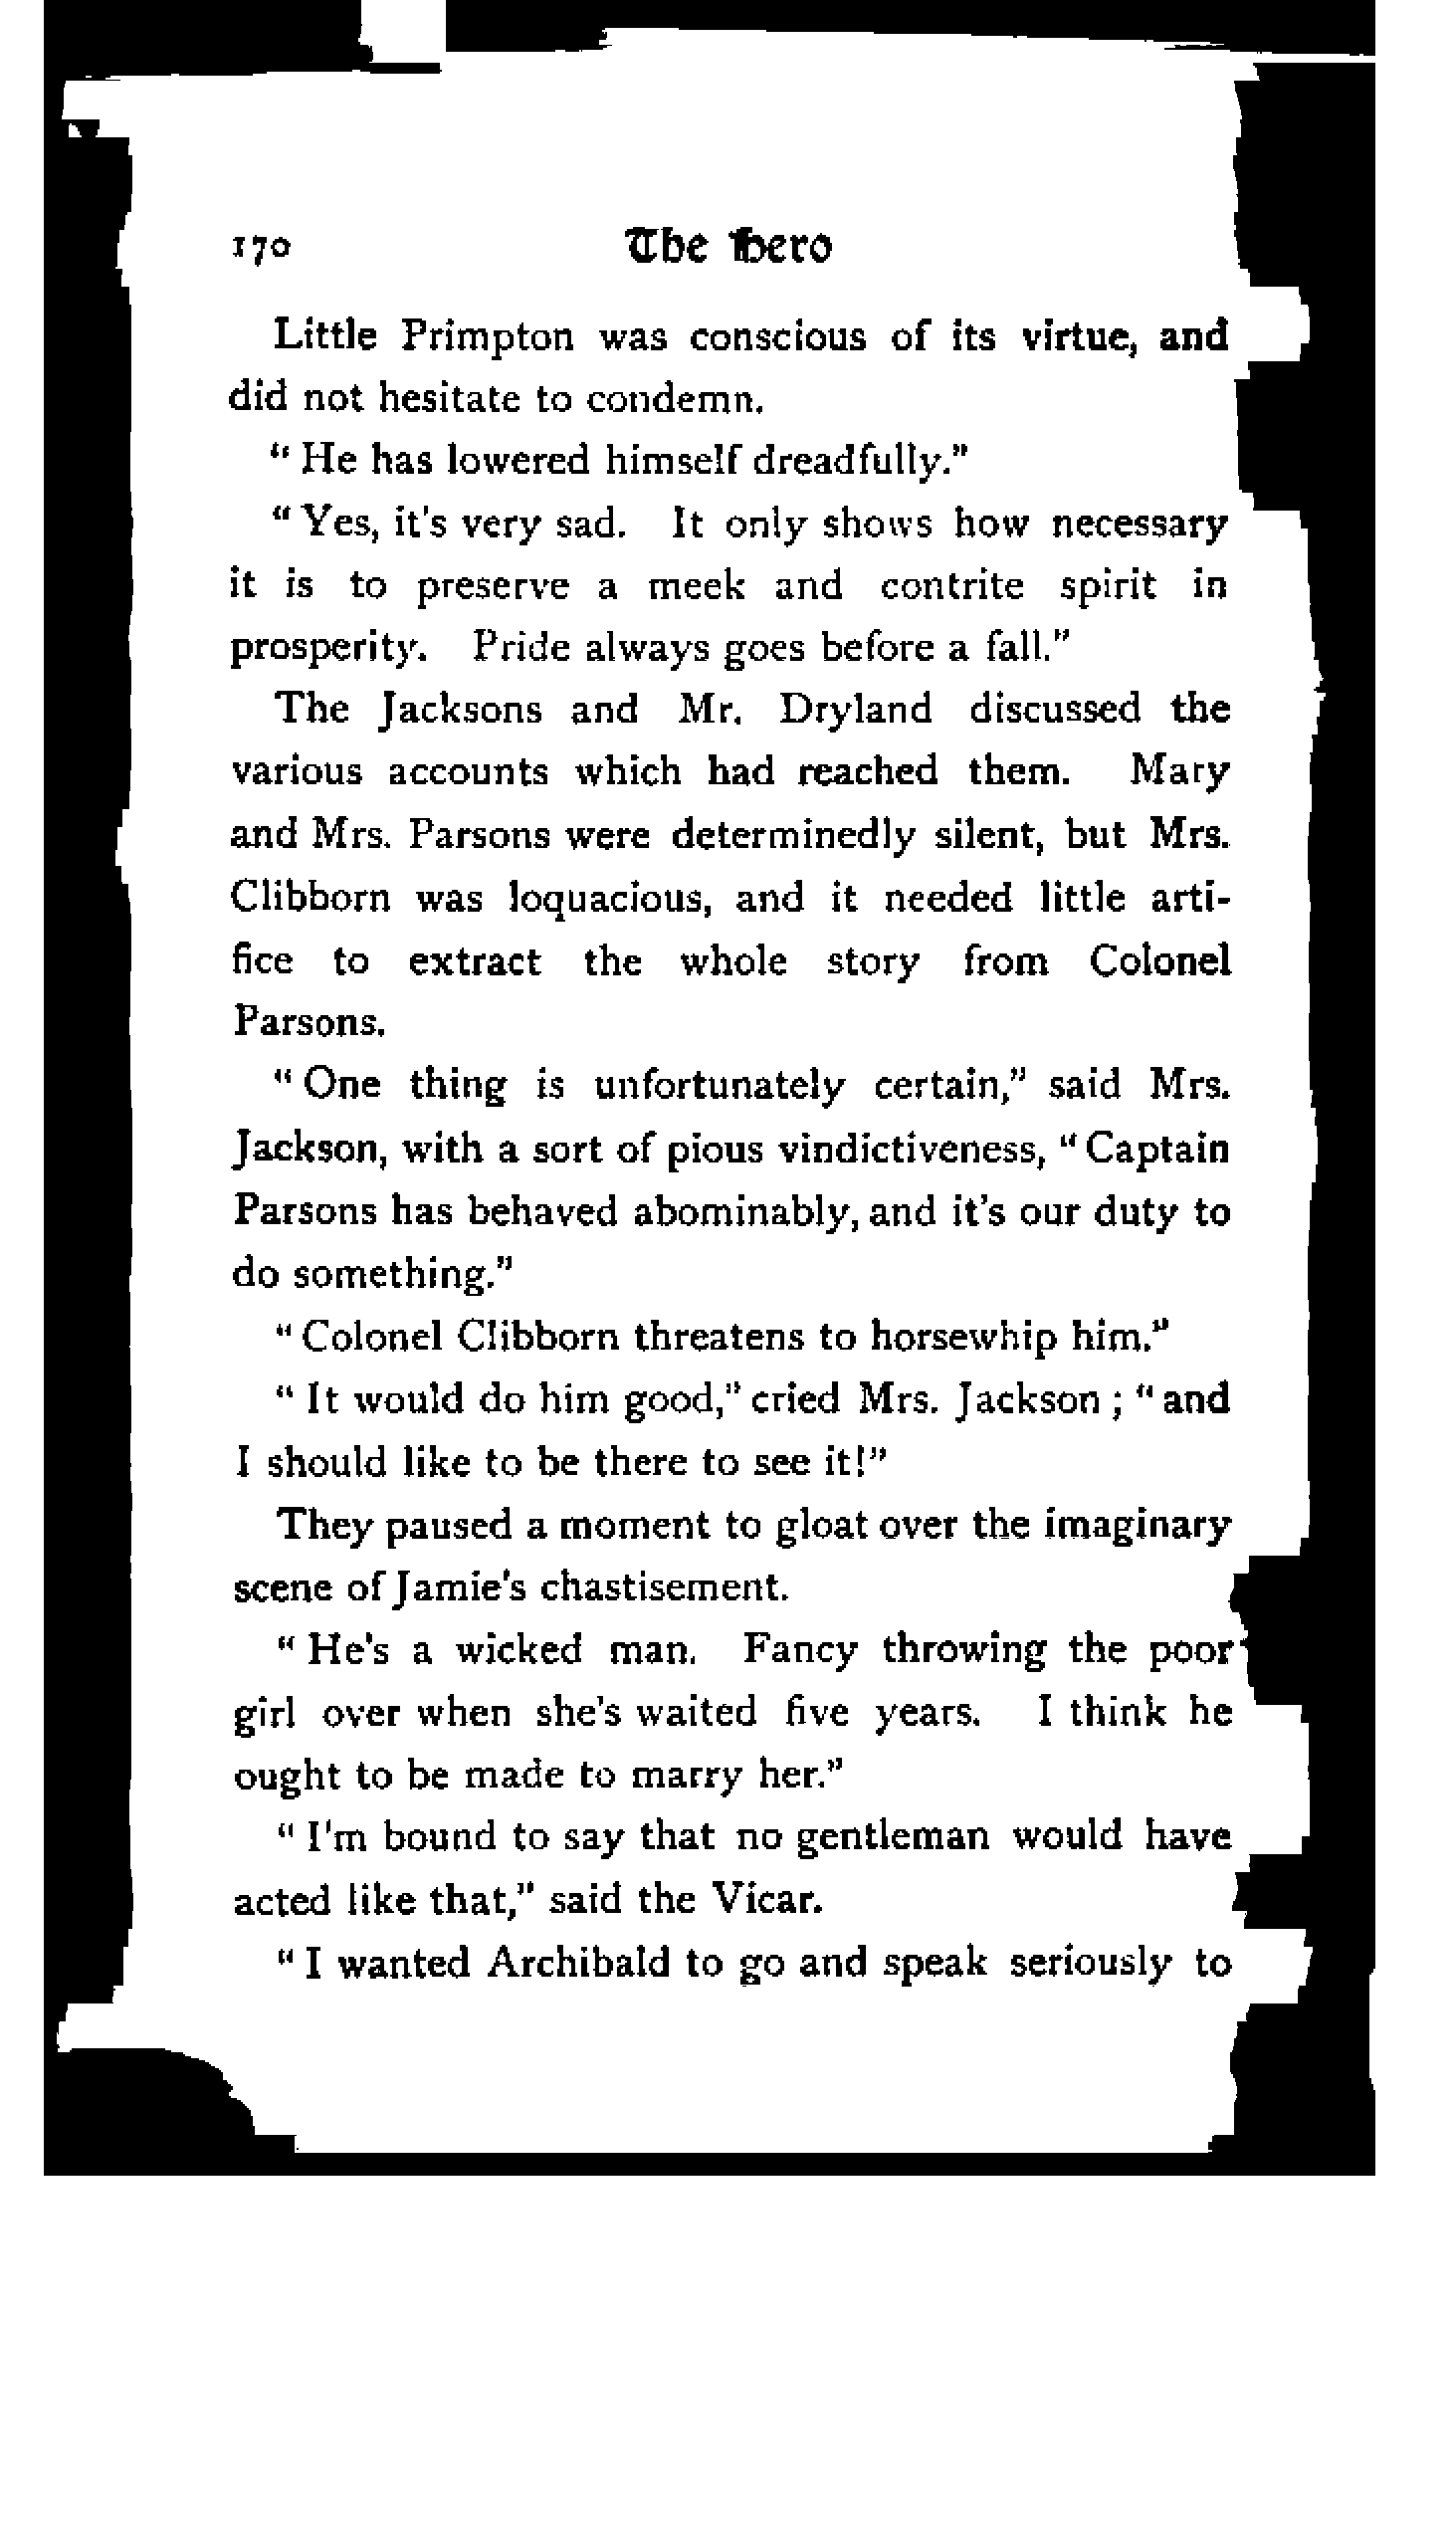 170 The Hero
Little Primpton was conscious of its virtue, and
did not hesitate to condemn.
“ He has lowered himself dreadfully.”
“ Yes, it's very sad. It only shows how necessary
it is to preserve a meek and contrite spirit in
prosperity. Pride always goes before a fall.”
The Jacksons and Mr. Dryland discussed the
various accounts which had reached them. Mary
and Mrs. Parsons were determinedly silent, but Mrs.
Clibborn was loquacious, and it needed little arti-
fice to extract the whole story from Colonel
Parsons.
“ One thing is unfortunately certain,” said Mrs.
Jackson, with a sort of pious vindictiveness, “ Captain
Parsons has behaved abominably, and it's our duty to
do something.”
“ Colonel Clibborn threatens to horsewhip him.”
“ It would do him good,” cried Mrs. Jackson ; “ and
I should like to be there to see it!”
They paused a moment to gloat over the imaginary
scene of Jamie's chastisement.
“ He's a wicked man. Fancy throwing the poor
girl over when she's waited five years. I think he
ought to be made to marry her.”
“ I'm bound to say that no gentleman would have
acted like that,” said the Vicar.
“ I wanted Archibald to go and speak seriously to